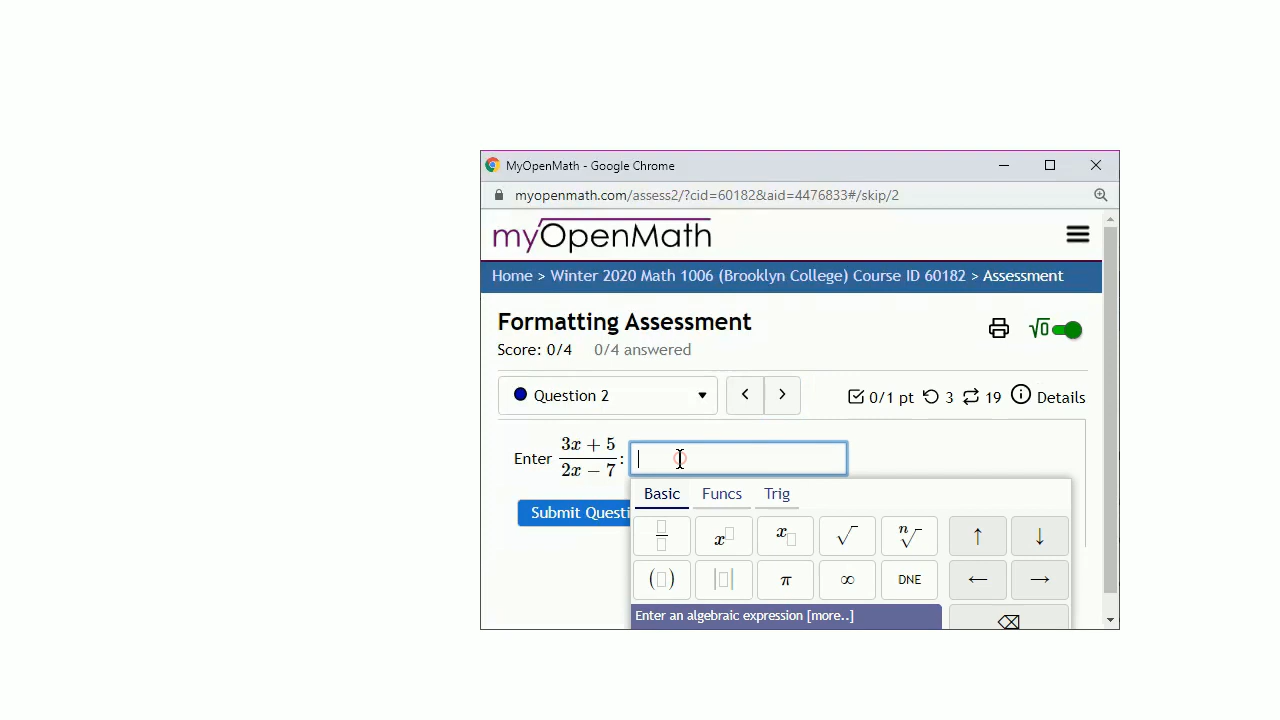 MyOpenMath - Google Chrome
myopenmath.com/assess2/?cid=60182&aid=4476833#/skip/2
myOpenMath
Home > Winter 2020 Math 1006 (Brooklyn College) Course ID 60182 > Assessment
Formatting Assessment
√0
Score: 0/4 0/4 answered
Question 2 < > 0/1 pt 3 19 Details
Enter (3x + 5)/(2x − 7) :
Submit Questi
Basic Funcs Trig
x□ x□ √ n√ ↑ ↓
(□) |□| π ∞ DNE ← →
Enter an algebraic expression [more..]